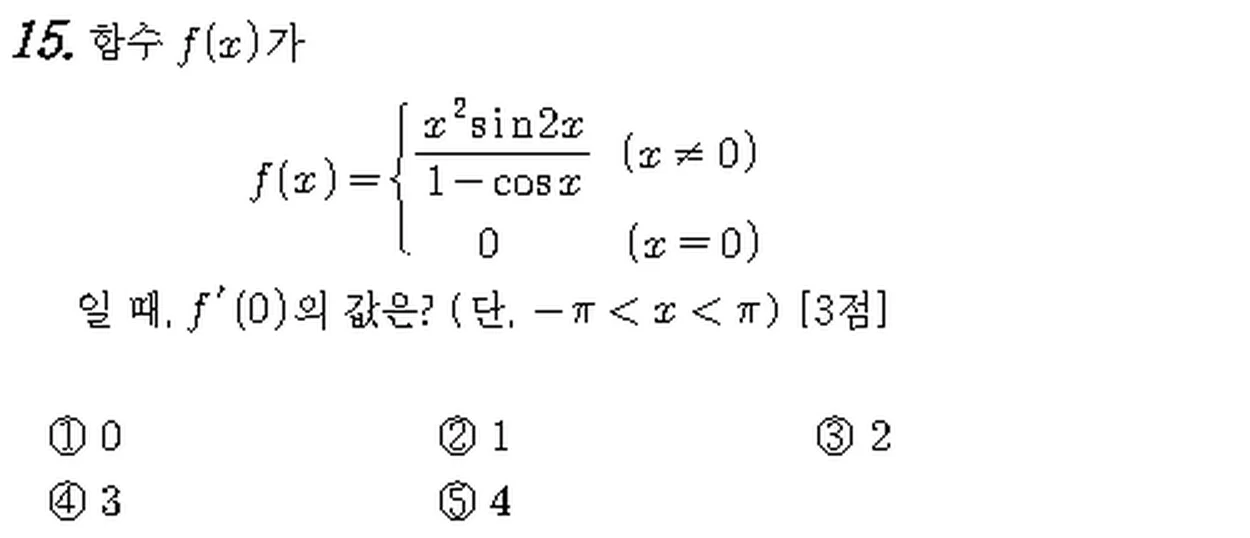 15. 함수 f(x)가
f(x)={ x²sin2x / 1−cosx (x≠0)
0 (x=0)
일 때, f′(0)의 값은? (단, −π<x<π) [3점]
① 0 ② 1 ③ 2
④ 3 ⑤ 4